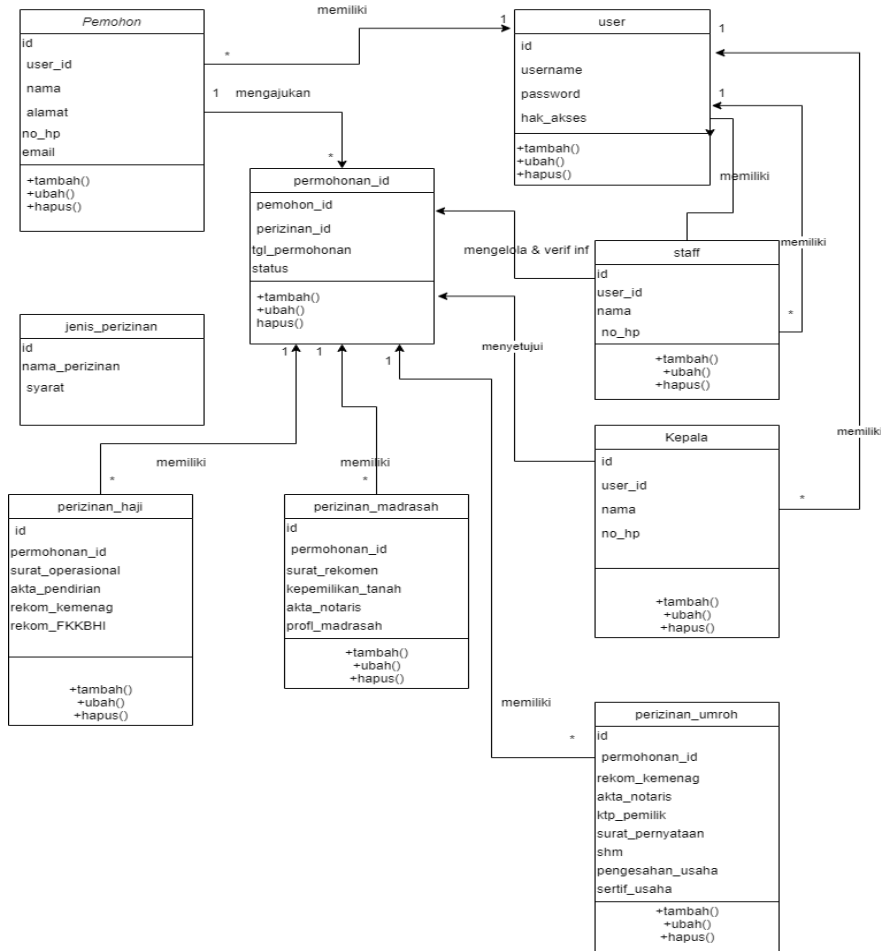 Pemohon
id
user_id
nama
alamat
no_hp
email
+tambah()
+ubah()
+hapus()
memiliki
*
1
user
id
username
password
hak_akses
+tambah()
+ubah()
+hapus()
1
1
1 mengajukan
*
permohonan_id
pemohon_id
perizinan_id
tgl_permohonan
status
+tambah()
+ubah()
hapus()
memiliki
mengelola & verif inf
memiliki
staff
id
user_id
nama
no_hp
*
+tambah()
+ubah()
+hapus()
jenis_perizinan
id
nama_perizinan
syarat
menyetujui
1
1
1
Kepala
id
user_id
nama
no_hp
*
+tambah()
+ubah()
+hapus()
memiliki
memiliki
*
memiliki
*
perizinan_haji
id
permohonan_id
surat_operasional
akta_pendirian
rekom_kemenag
rekom_FKKBHI
+tambah()
+ubah()
+hapus()
perizinan_madrasah
id
permohonan_id
surat_rekomen
kepemilikan_tanah
akta_notaris
profl_madrasah
+tambah()
+ubah()
+hapus()
memiliki
*
perizinan_umroh
id
permohonan_id
rekom_kemenag
akta_notaris
ktp_pemilik
surat_pernyataan
shm
pengesahan_usaha
sertif_usaha
+tambah()
+ubah()
+hapus()